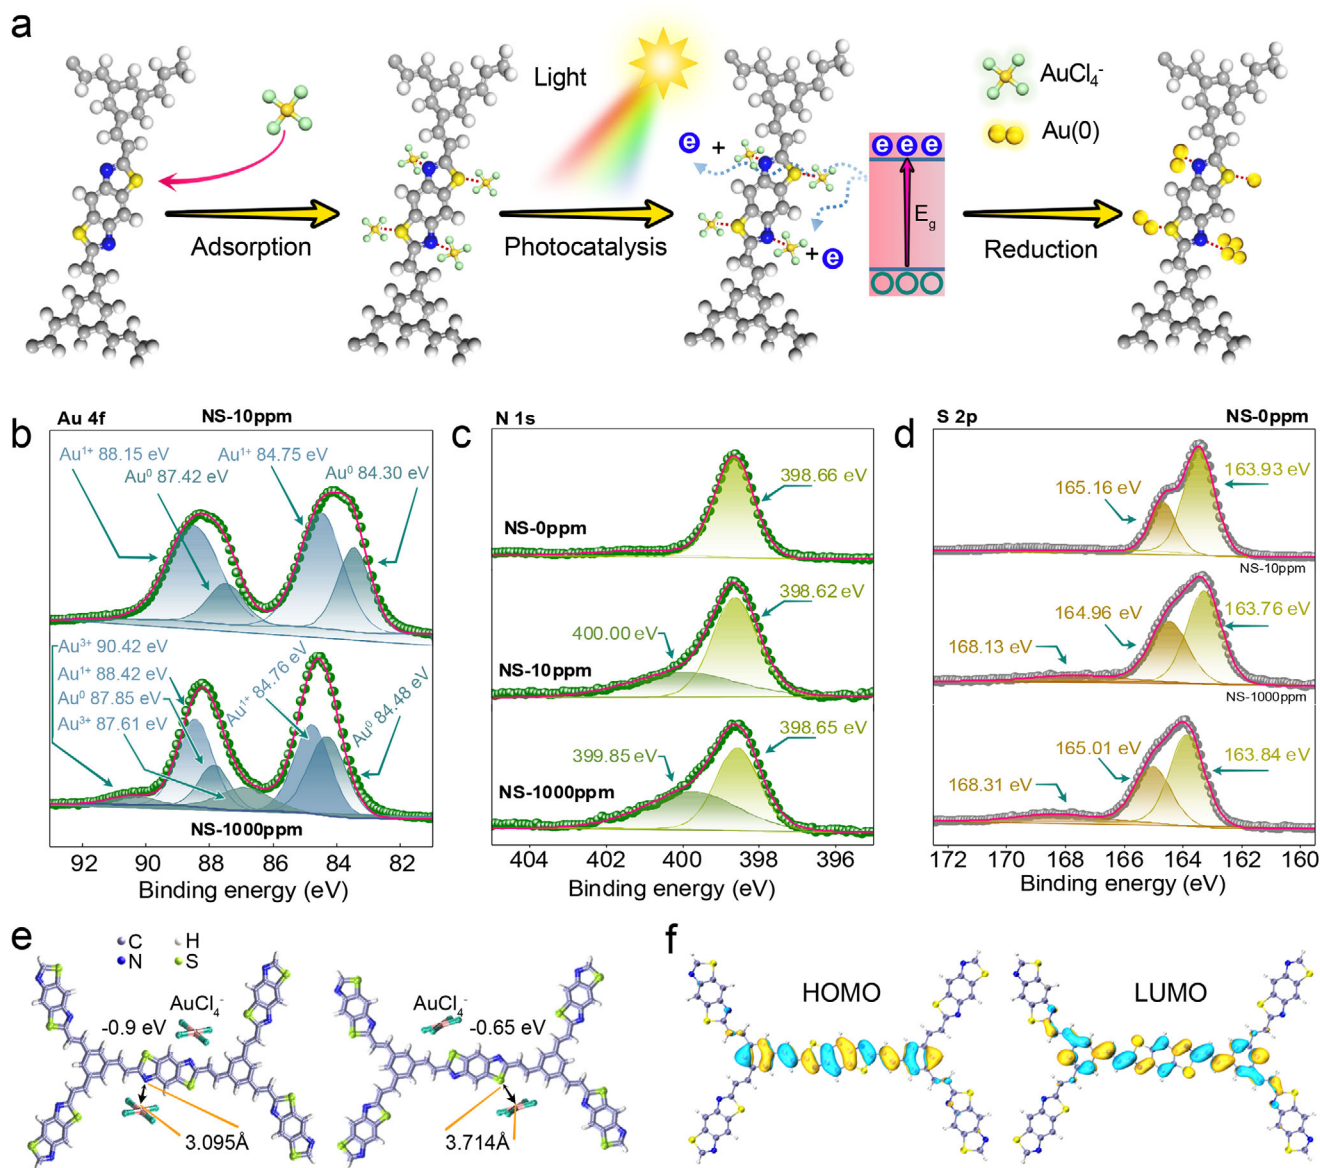 a
Light
AuCl4-
Au(0)
e + e e e
Eg
+ e
Adsorption
Photocatalysis
Reduction
b
Au 4f
NS-10ppm
Au1+ 88.15 eV
Au1+ 84.75 eV
Au0 87.42 eV
Au0 84.30 eV
Au3+ 90.42 eV
Au1+ 88.42 eV
Au0 87.85 eV
Au3+ 87.61 eV
Au1+ 84.76 eV
Au0 84.48 eV
NS-1000ppm
92 90 88 86 84 82
Binding energy (eV)
c
N 1s
398.66 eV
NS-0ppm
398.62 eV
400.00 eV
NS-10ppm
398.65 eV
399.85 eV
NS-1000ppm
404 402 400 398 396
Binding energy (eV)
d
S 2p
NS-0ppm
163.93 eV
165.16 eV
NS-10ppm
164.96 eV
163.76 eV
168.13 eV
NS-1000ppm
165.01 eV
163.84 eV
168.31 eV
172 170 168 166 164 162 160
Binding energy (eV)
e
C H
N S
AuCl4-
-0.9 eV
3.095Å
AuCl4-
-0.65 eV
3.714Å
f
HOMO
LUMO